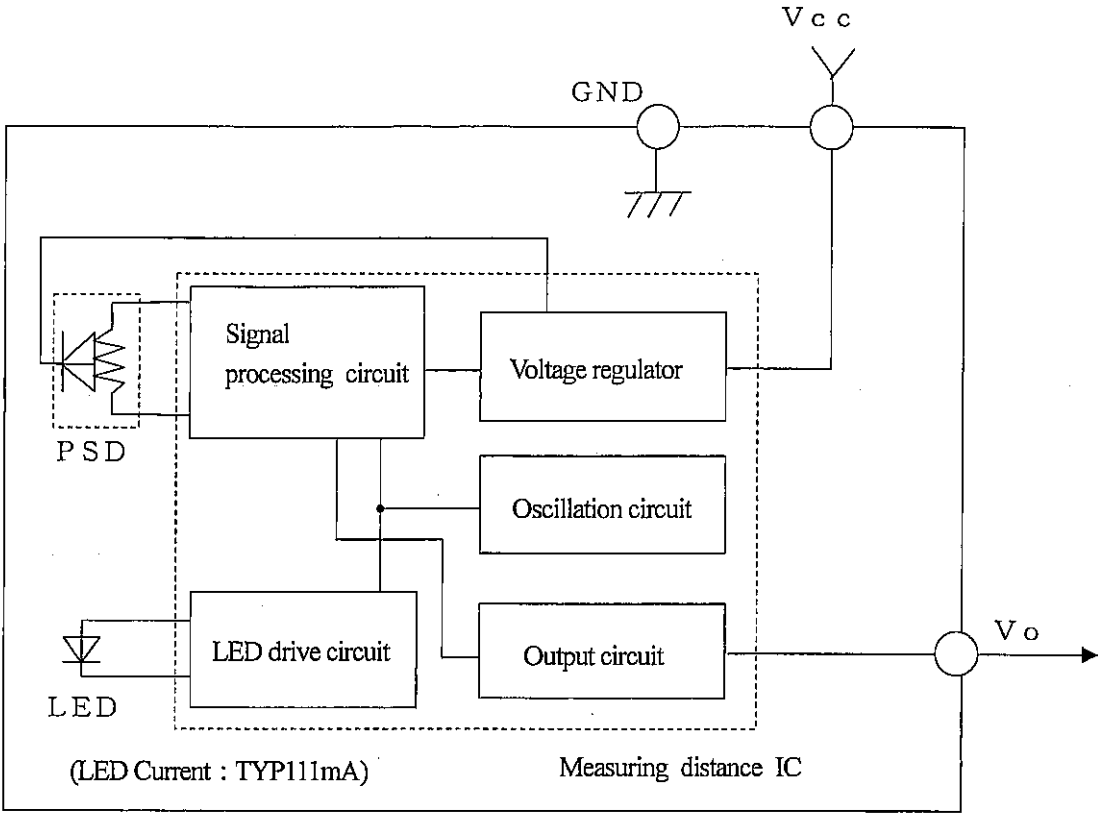 Vcc
GND
Signal
processing circuit
Voltage regulator
PSD
Oscillation circuit
LED drive circuit
Output circuit
Vo
LED
(LED Current : TYP111mA)
Measuring distance IC